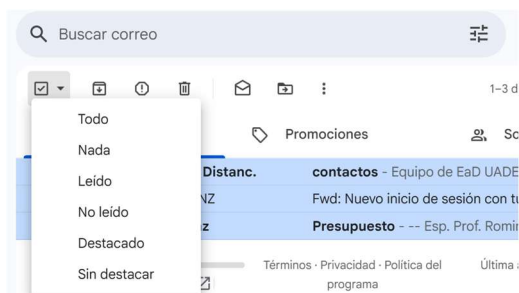 Buscar correo
1–3 d
Todo
Nada
Leído
No leído
Destacado
Sin destacar
Promociones
Distanc. contactos - Equipo de EaD UADE
NZ Fwd: Nuevo inicio de sesión con tu
Presupuesto - -- Esp. Prof. Romin
Términos · Privacidad · Política del
programa
Última